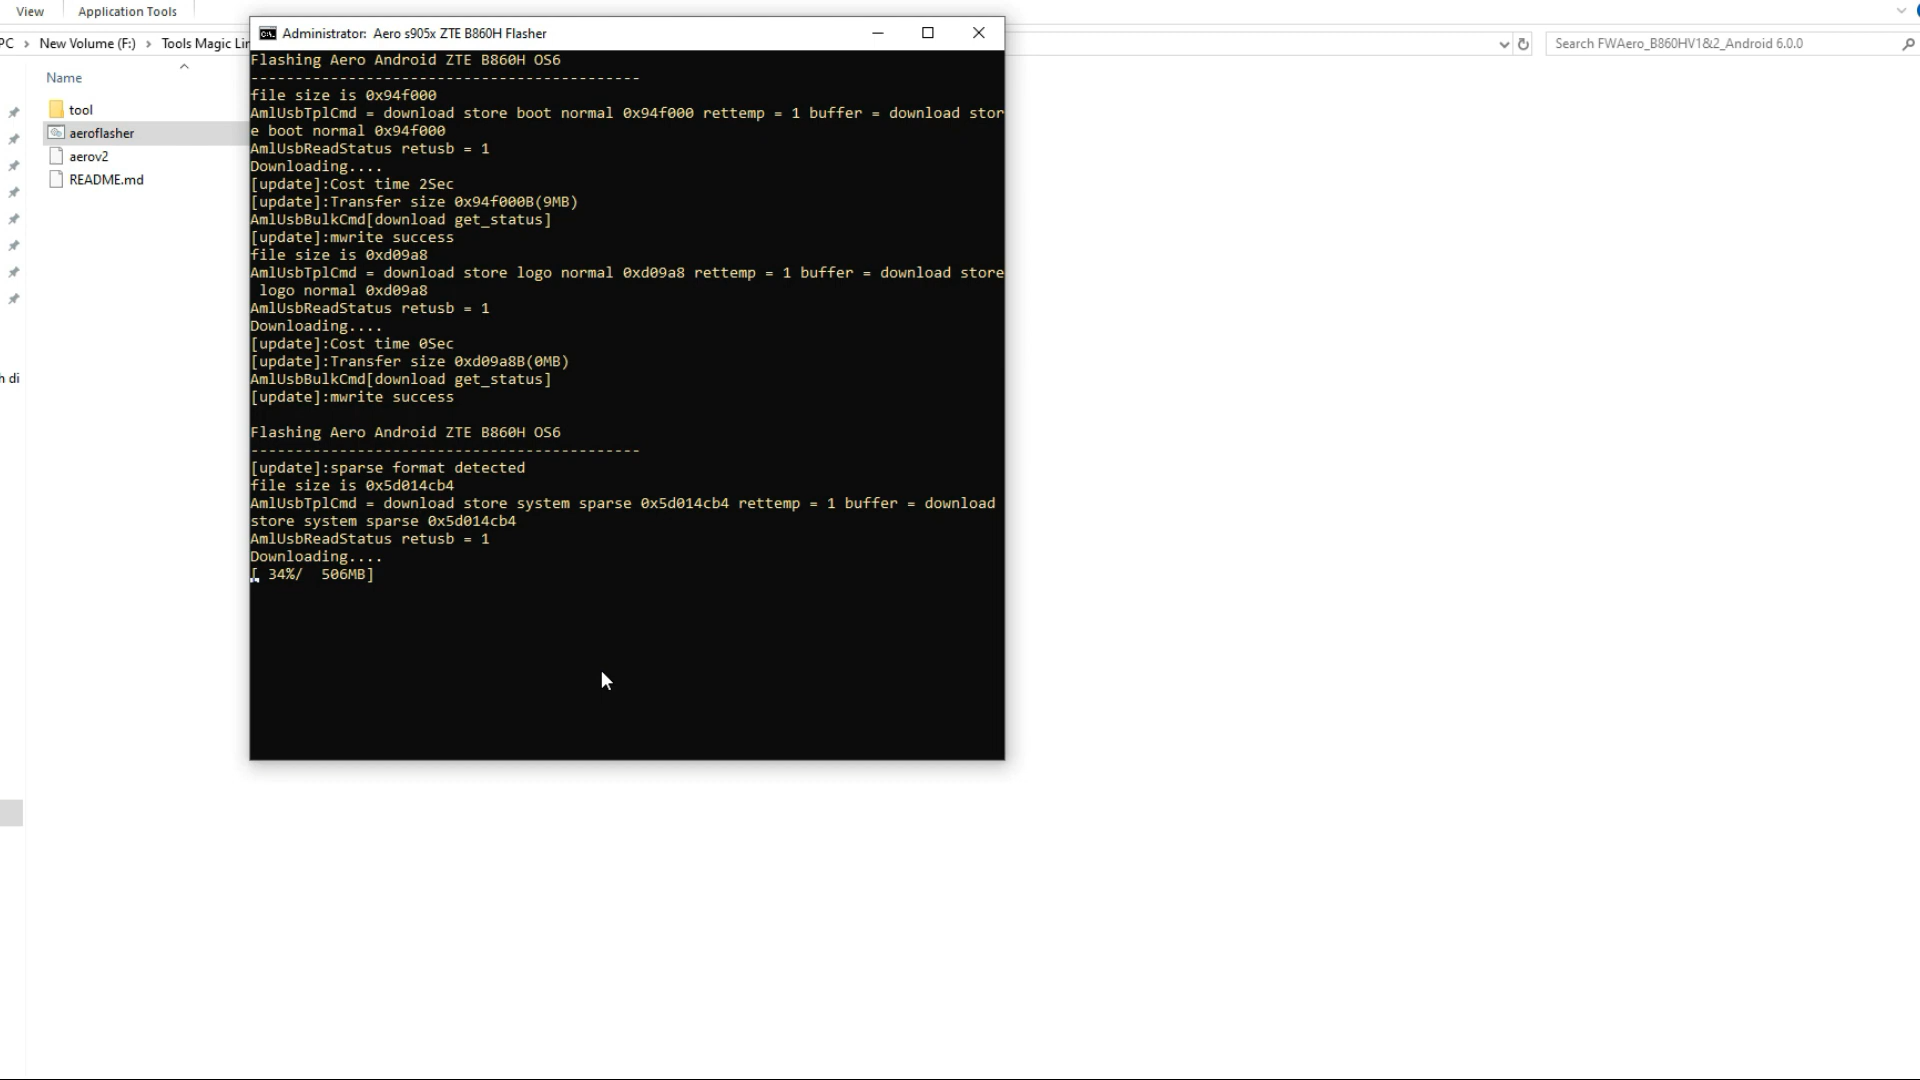 View
Application Tools
PC > New Volume (F:) > Tools Magic Lin
Search FWAero_B860HV1&2_Android 6.0.0
Name
tool
aeroflasher
aerov2
README.md
h di
Administrator: Aero s905x ZTE B860H Flasher
Flashing Aero Android ZTE B860H OS6
--------------------------------------------
file size is 0x94f000
AmlUsbTplCmd = download store boot normal 0x94f000 rettemp = 1 buffer = download stor
e boot normal 0x94f000
AmlUsbReadStatus retusb = 1
Downloading....
[update]:Cost time 2Sec
[update]:Transfer size 0x94f000B(9MB)
AmlUsbBulkCmd[download get_status]
[update]:mwrite success
file size is 0xd09a8
AmlUsbTplCmd = download store logo normal 0xd09a8 rettemp = 1 buffer = download store
logo normal 0xd09a8
AmlUsbReadStatus retusb = 1
Downloading....
[update]:Cost time 0Sec
[update]:Transfer size 0xd09a8B(0MB)
AmlUsbBulkCmd[download get_status]
[update]:mwrite success
Flashing Aero Android ZTE B860H OS6
--------------------------------------------
[update]:sparse format detected
file size is 0x5d014cb4
AmlUsbTplCmd = download store system sparse 0x5d014cb4 rettemp = 1 buffer = download
store system sparse 0x5d014cb4
AmlUsbReadStatus retusb = 1
Downloading....
[ 34%/  506MB]